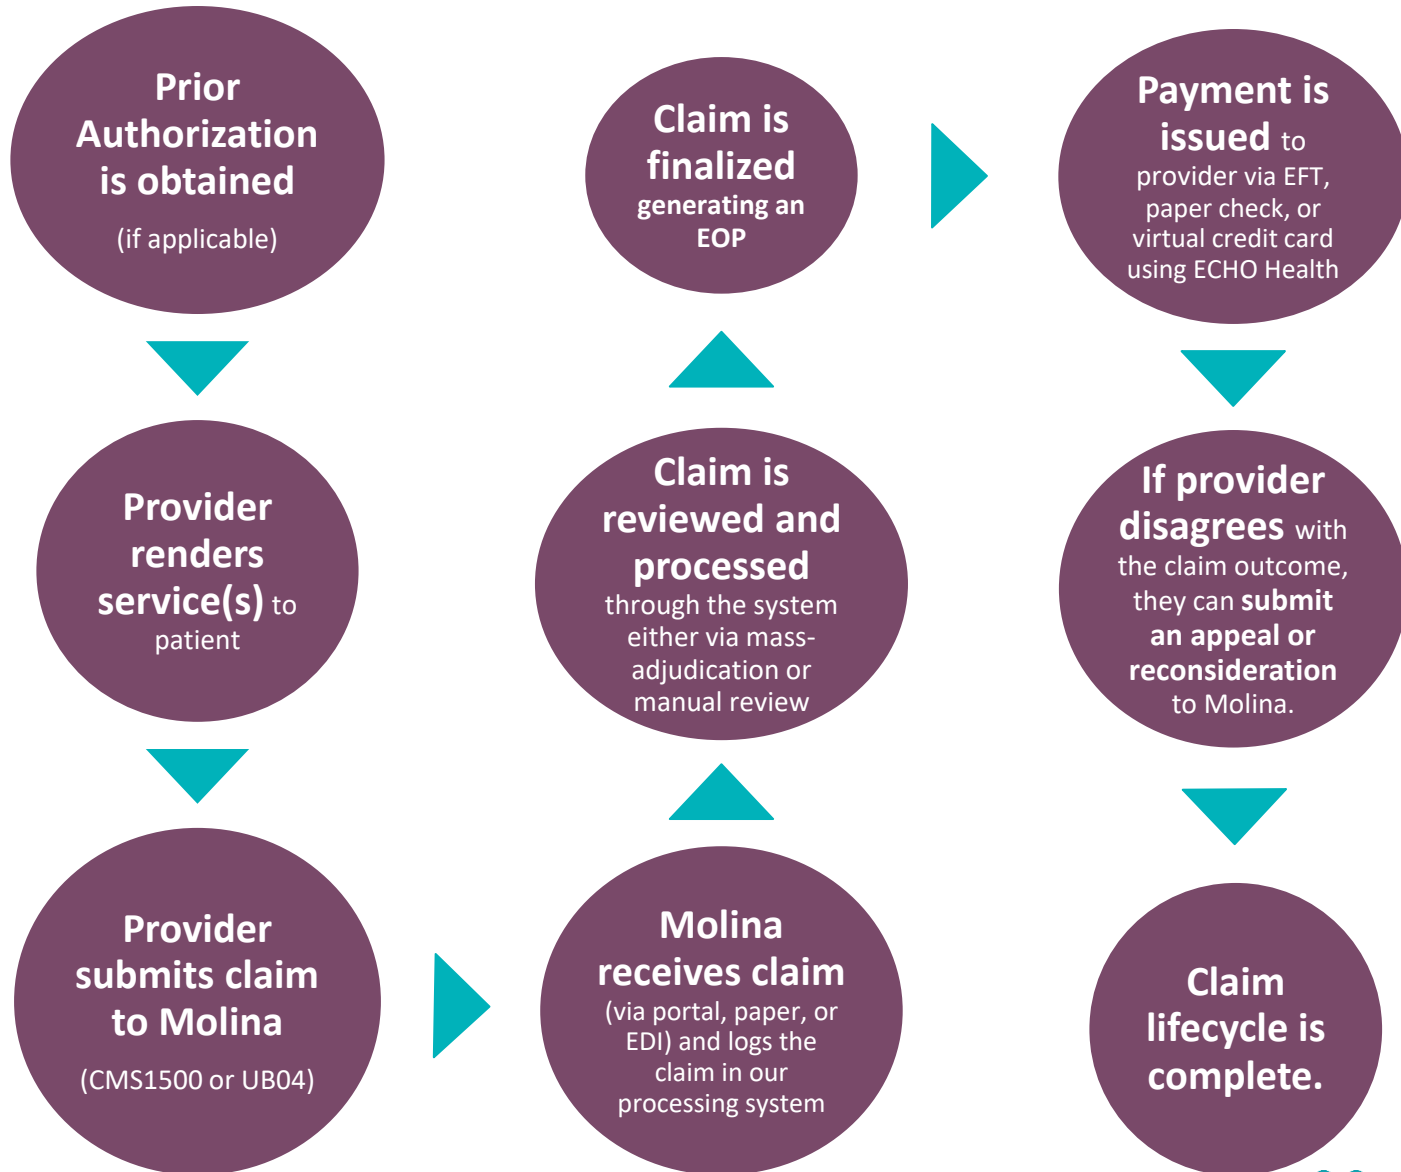 Prior
Authorization
is obtained
(if applicable)
Provider
renders
service(s) to
patient
Provider
submits claim
to Molina
(CMS1500 or UB04)
Molina
receives claim
(via portal, paper, or
EDI) and logs the
claim in our
processing system
Claim is
reviewed and
processed
through the system
either via mass-
adjudication or
manual review
Claim is
finalized
generating an
EOP
Payment is
issued to
provider via EFT,
paper check, or
virtual credit card
using ECHO Health
If provider
disagrees with
the claim outcome,
they can submit
an appeal or
reconsideration
to Molina.
Claim
lifecycle is
complete.